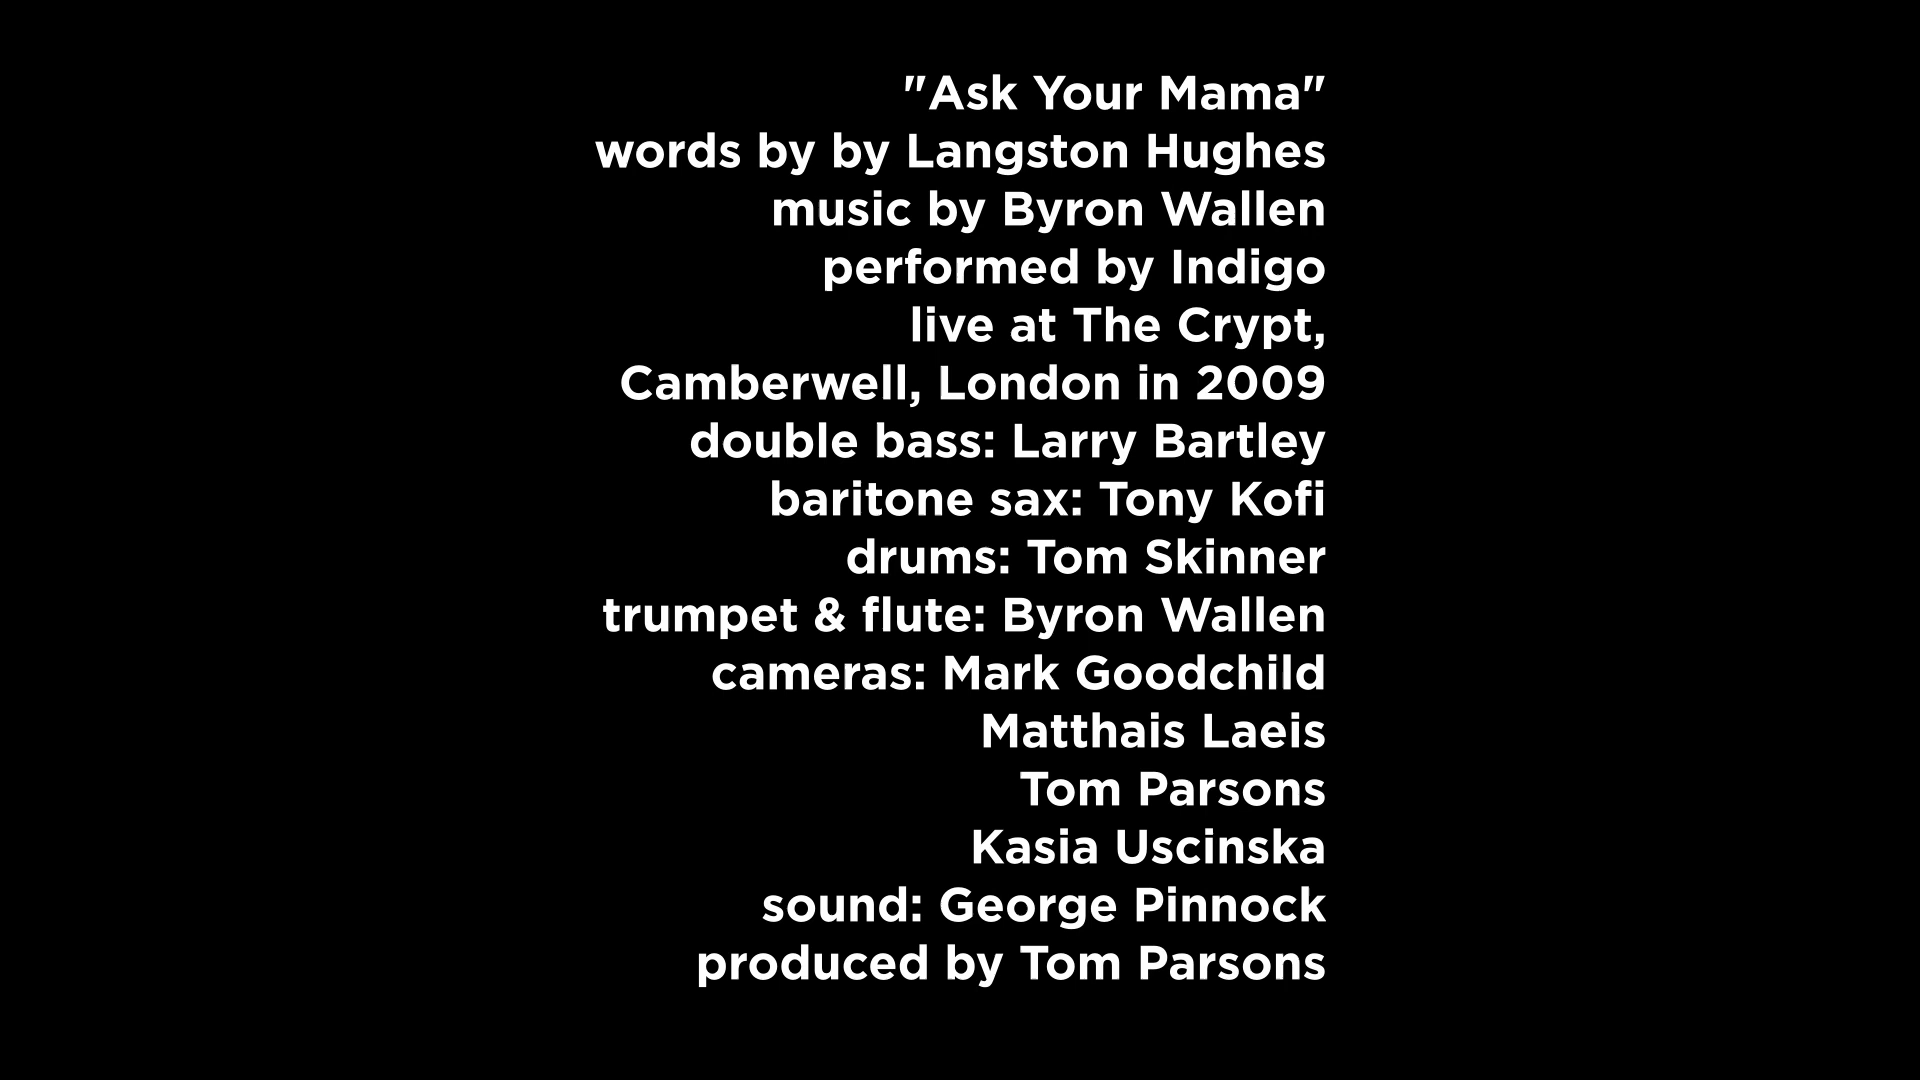 "Ask Your Mama"
words by by Langston Hughes
music by Byron Wallen
performed by Indigo
live at The Crypt,
Camberwell, London in 2009
double bass: Larry Bartley
baritone sax: Tony Kofi
drums: Tom Skinner
trumpet & flute: Byron Wallen
cameras: Mark Goodchild
Matthais Laeis
Tom Parsons
Kasia Uscinska
sound: George Pinnock
produced by Tom Parsons